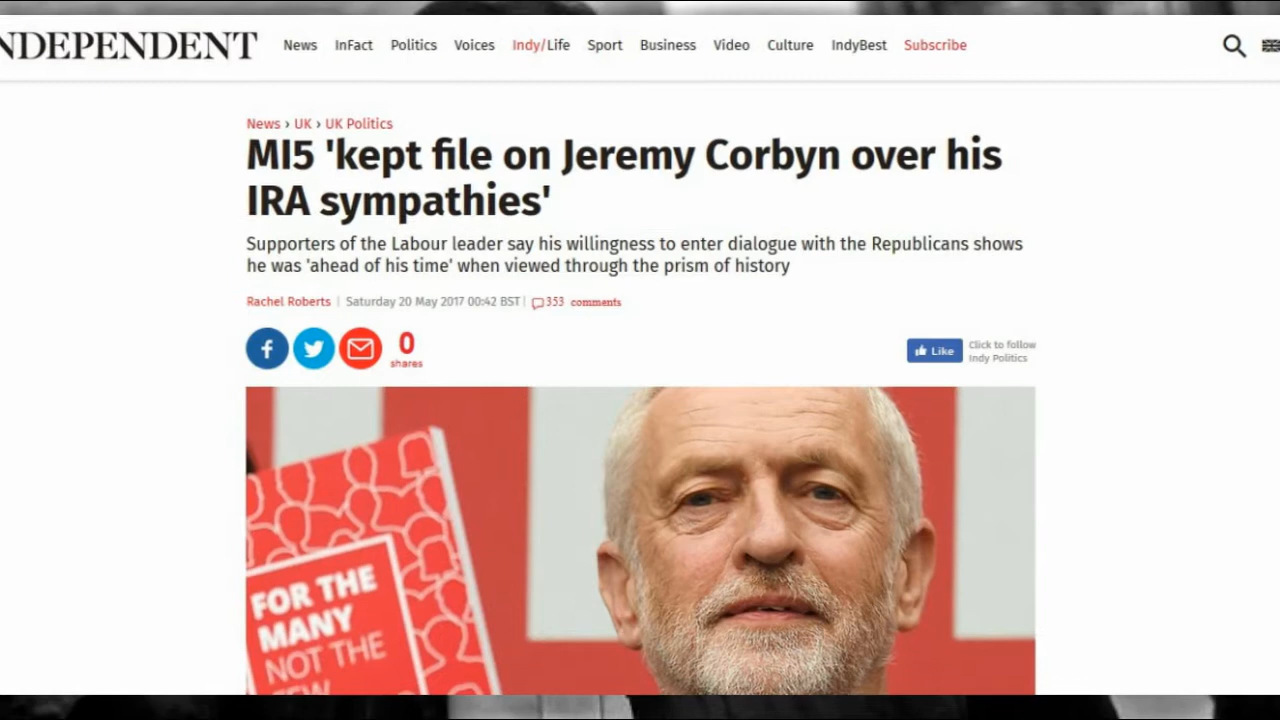 NDEPENDENT
News InFact Politics Voices Indy/Life Sport Business Video Culture IndyBest Subscribe
News › UK › UK Politics
MI5 'kept file on Jeremy Corbyn over his
IRA sympathies'
Supporters of the Labour leader say his willingness to enter dialogue with the Republicans shows
he was 'ahead of his time' when viewed through the prism of history
Rachel Roberts | Saturday 20 May 2017 00:42 BST | 353 comments
0
shares
Like
Click to follow
Indy Politics
FOR THE
MANY
NOT THE
FEW